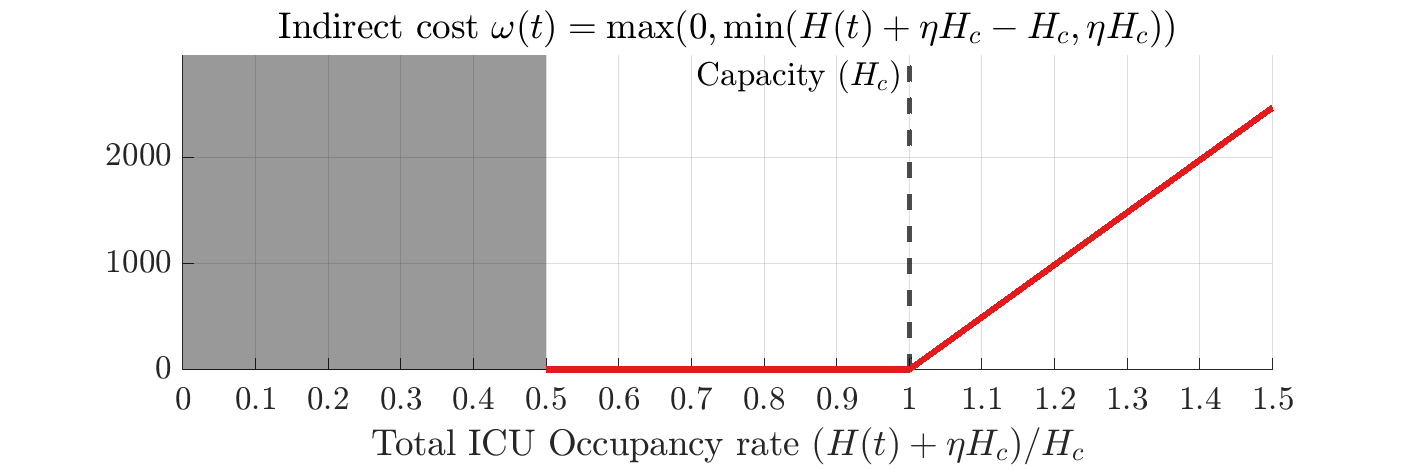 Indirect cost ω(t) = max(0, min(H(t) + ηH_c − H_c, ηH_c))
Capacity (H_c)
2000
1000
0
0 0.1 0.2 0.3 0.4 0.5 0.6 0.7 0.8 0.9 1 1.1 1.2 1.3 1.4 1.5
Total ICU Occupancy rate (H(t) + ηH_c)/H_c